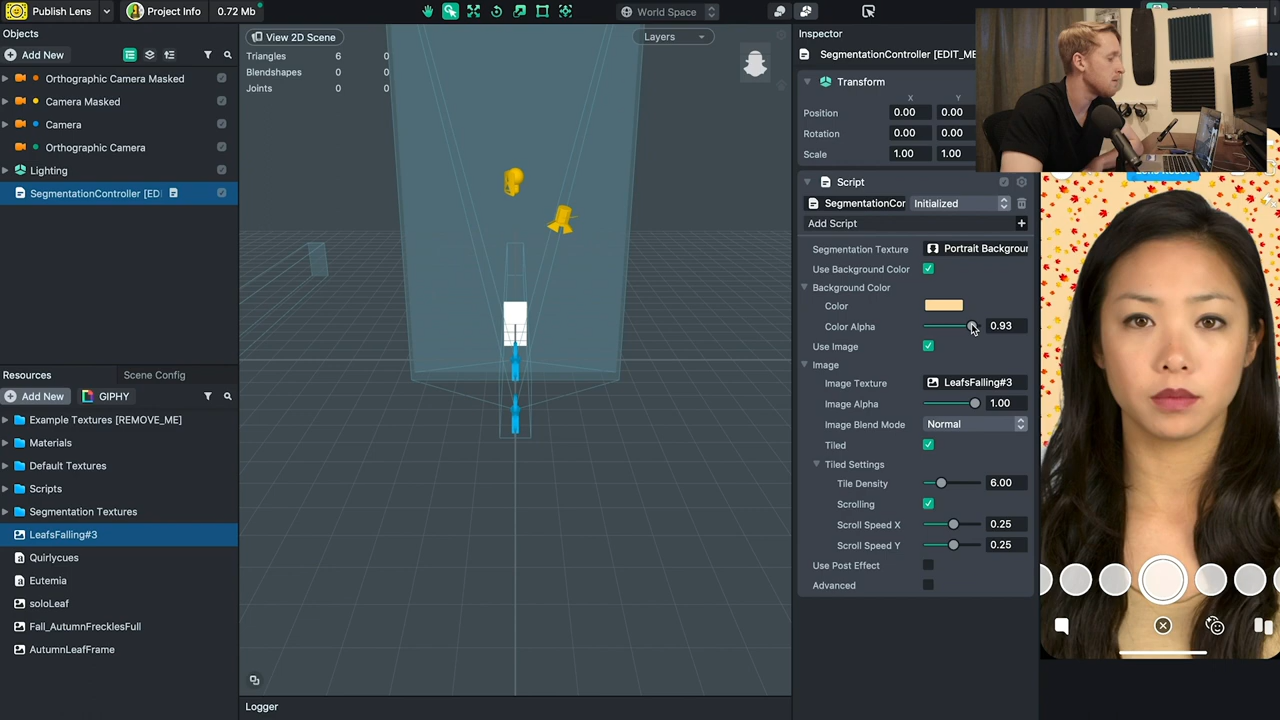 Publish Lens
Project Info
0.72 Mb
World Space
Objects
Add New
Orthographic Camera Masked
Camera Masked
Camera
Orthographic Camera
Lighting
SegmentationController [EDI
View 2D Scene
Layers
Triangles 6 0
Blendshapes 0 0
Joints 0 0
Inspector
SegmentationController [EDIT_ME
Transform
X Y
Position 0.00 0.00
Rotation 0.00 0.00
Scale 1.00 1.00
Script
SegmentationCor Initialized
Add Script
Segmentation Texture Portrait Backgrour
Use Background Color
Background Color
Color
Color Alpha 0.93
Use Image
Image
Image Texture LeafsFalling#3
Image Alpha 1.00
Image Blend Mode Normal
Tiled
Tiled Settings
Tile Density 6.00
Scrolling
Scroll Speed X 0.25
Scroll Speed Y 0.25
Use Post Effect
Advanced
Resources
Scene Config
Add New
GIPHY
Example Textures [REMOVE_ME]
Materials
Default Textures
Scripts
Segmentation Textures
LeafsFalling#3
Quirlycues
Eutemia
soloLeaf
Fall_AutumnFrecklesFull
AutumnLeafFrame
Logger